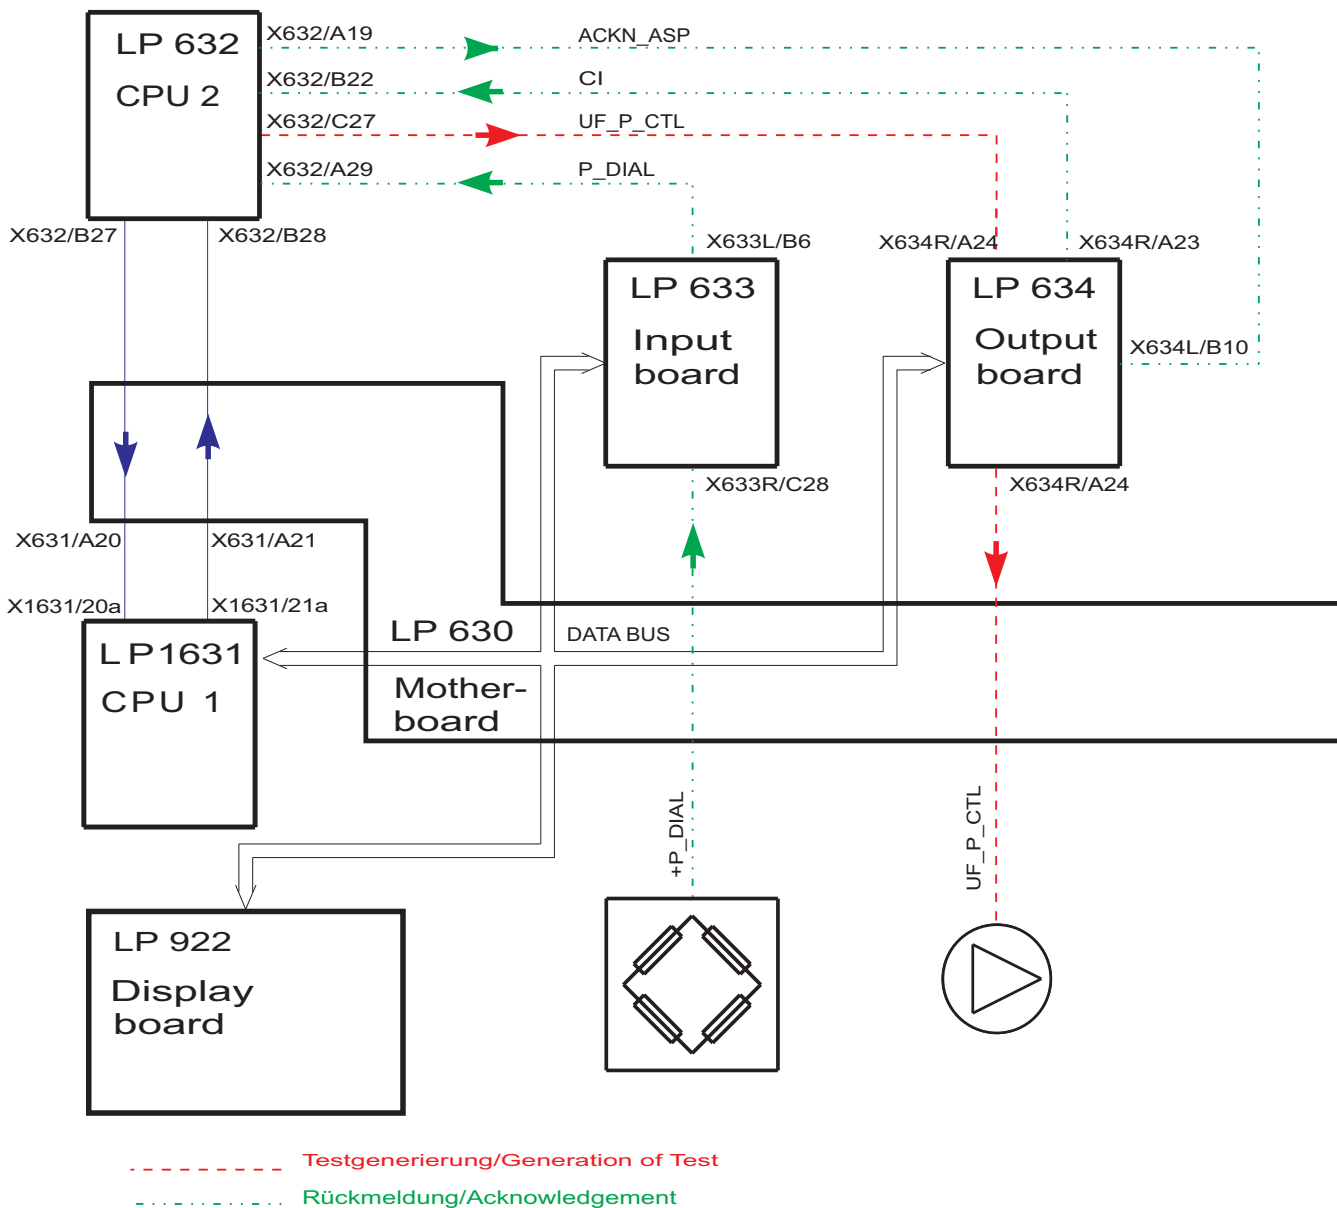 LP 632
CPU 2
X632/A19
ACKN_ASP
X632/B22
CI
X632/C27
UF_P_CTL
X632/A29
P_DIAL
X632/B27
X632/B28
X633L/B6
X634R/A24
X634R/A23
LP 633
Input
board
LP 634
Output
board
X634L/B10
X633R/C28
X634R/A24
X631/A20
X631/A21
X1631/20a
X1631/21a
LP1631
CPU 1
LP 630
DATA BUS
Mother-
board
+P_DIAL
UF_P_CTL
LP 922
Display
board
Testgenerierung/Generation of Test
Rückmeldung/Acknowledgement